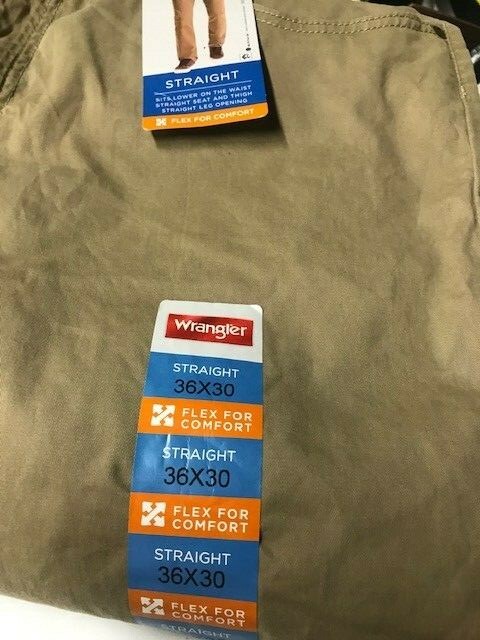 STRAIGHT
SITS LOWER ON THE WAIST
STRAIGHT SEAT AND THIGH
STRAIGHT LEG OPENING
FLEX FOR COMFORT
Wrangler
STRAIGHT
36X30
FLEX FOR
COMFORT
STRAIGHT
36X30
FLEX FOR
COMFORT
STRAIGHT
36X30
FLEX FOR
COMFORT
STRAIGHT